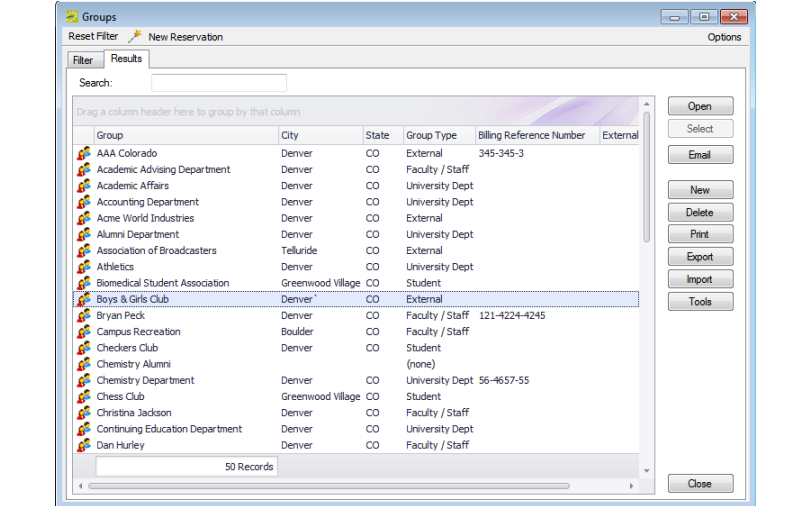 Groups
Reset Filter New Reservation Options
Filter Results
Search:
Drag a column header here to group by that column
Group City State Group Type Billing Reference Number External
AAA Colorado Denver CO External 345-345-3
Academic Advising Department Denver CO Faculty / Staff
Academic Affairs Denver CO University Dept
Accounting Department Denver CO University Dept
Acme World Industries Denver CO External
Alumni Department Denver CO University Dept
Association of Broadcasters Telluride CO External
Athletics Denver CO University Dept
Biomedical Student Association Greenwood Village CO Student
Boys & Girls Club Denver` CO External
Bryan Peck Denver CO Faculty / Staff 121-4224-4245
Campus Recreation Boulder CO Faculty / Staff
Checkers Club Denver CO Student
Chemistry Alumni (none)
Chemistry Department Denver CO University Dept 56-4657-55
Chess Club Greenwood Village CO Student
Christina Jackson Denver CO Faculty / Staff
Continuing Education Department Denver CO University Dept
Dan Hurley Denver CO Faculty / Staff
50 Records
Open
Select
Email
New
Delete
Print
Export
Import
Tools
Close